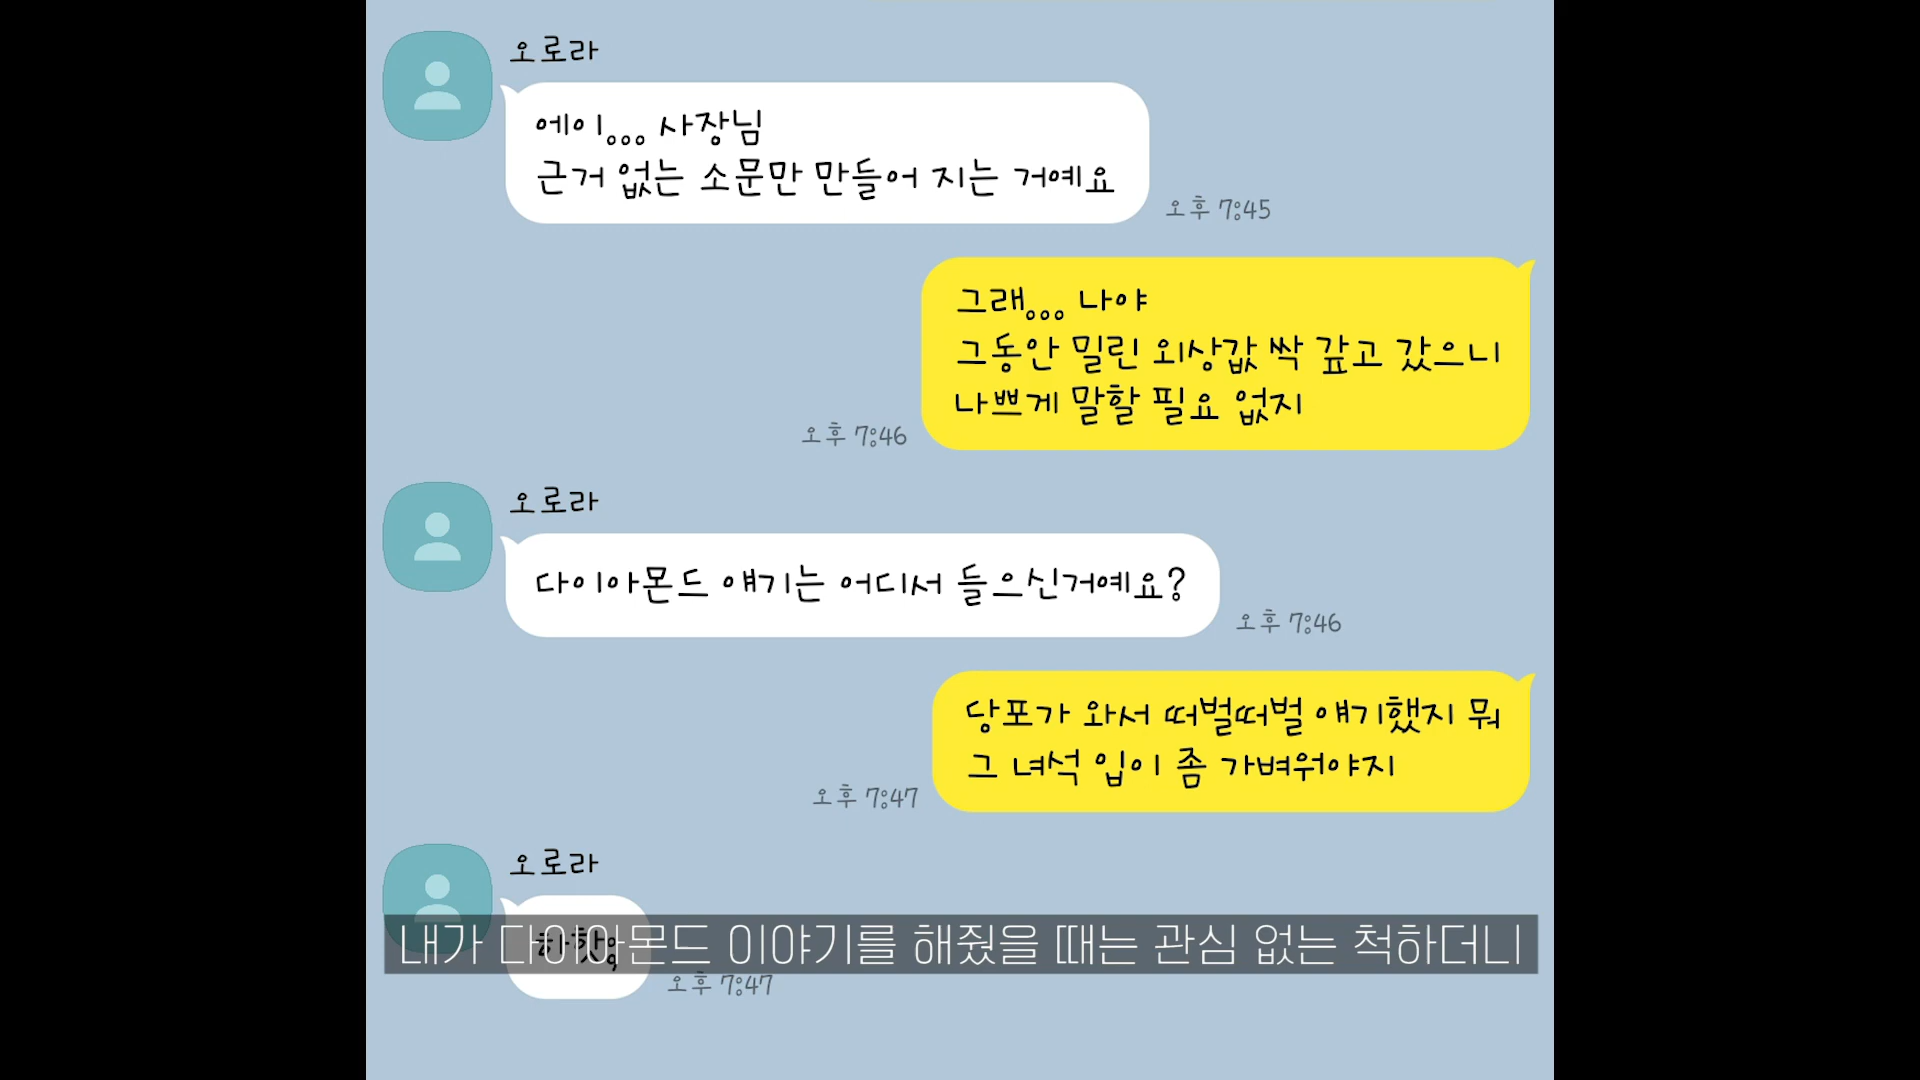 오로라
에이... 사장님
근거 없는 소문만 만들어 지는 거예요
오후 7:45
그래... 나야
그동안 밀린 외상값 싹 갚고 갔으니
나쁘게 말할 필요 없지
오후 7:46
오로라
다이아몬드 얘기는 어디서 들으신거예요?
오후 7:46
당포가 와서 떠벌떠벌 얘기했지 뭐
그 녀석 입이 좀 가벼워야지
오후 7:47
오로라
내가 다이아몬드 이야기를 해줬을 때는 관심 없는 척하더니
오후 7:47